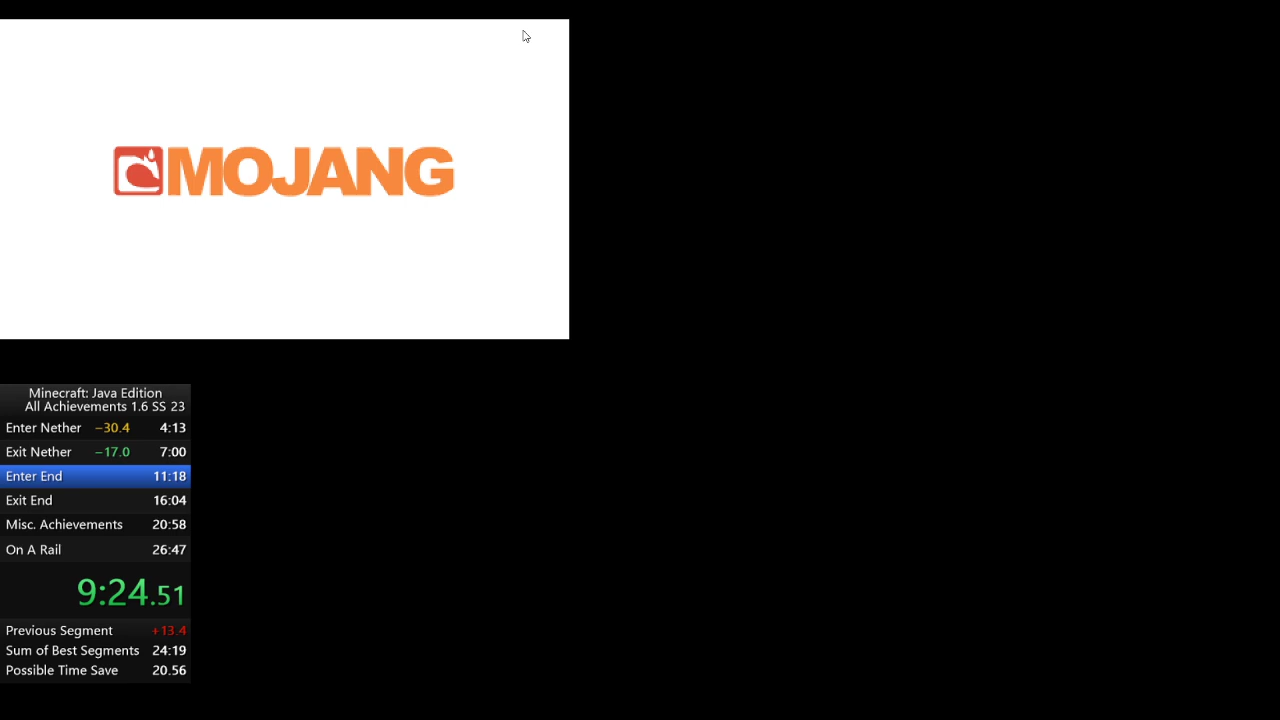 MOJANG
Minecraft: Java Edition
All Achievements 1.6 SS 23
Enter Nether −30.4 4:13
Exit Nether −17.0 7:00
Enter End 11:18
Exit End 16:04
Misc. Achievements 20:58
On A Rail 26:47
9:24.51
Previous Segment +13.4
Sum of Best Segments 24:19
Possible Time Save 20.56